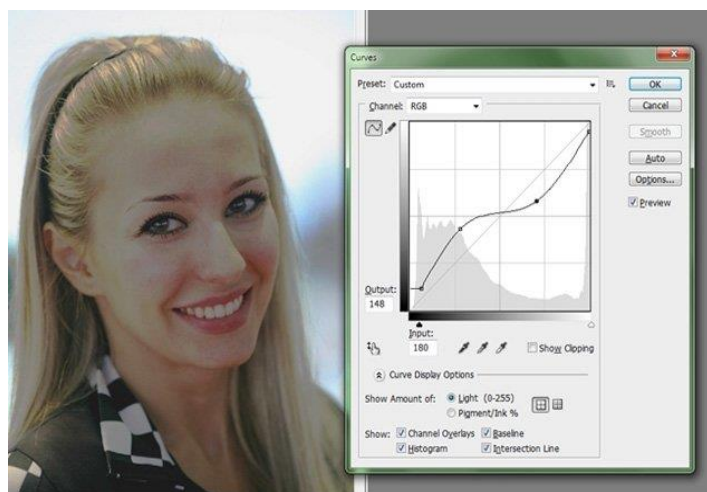 Curves
Preset: Custom
OK
Channel: RGB
Cancel
Smooth
Auto
Options...
Preview
Output:
148
Input:
180
Show Clipping
Curve Display Options
Show Amount of: Light (0-255)
Pigment/Ink %
Show: Channel Overlays Baseline
Histogram Intersection Line